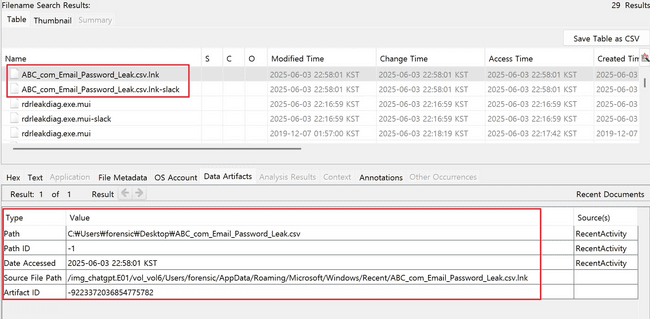 Filename Search Results: 29 Results
Table Thumbnail Summary
Save Table as CSV
Name S C O Modified Time Change Time Access Time Created Time
ABC_com_Email_Password_Leak.csv.lnk 2025-06-03 22:58:01 KST 2025-06-03 22:58:01 KST 2025-06-03 22:58:01 KST 2025-06-03
ABC_com_Email_Password_Leak.csv.lnk-slack 2025-06-03 22:58:01 KST 2025-06-03 22:58:01 KST 2025-06-03 22:58:01 KST 2025-06-03
rdrleakdiag.exe.mui 2025-06-03 22:16:59 KST 2025-06-03 22:16:59 KST 2025-06-03 22:16:59 KST 2025-06-03
rdrleakdiag.exe.mui-slack 2025-06-03 22:16:59 KST 2025-06-03 22:16:59 KST 2025-06-03 22:16:59 KST 2025-06-03
rdrleakdiag.exe.mui 2019-12-07 01:57:00 KST 2025-06-03 22:18:19 KST 2025-06-03 22:17:42 KST 2019-12-07
Hex Text Application File Metadata OS Account Data Artifacts Analysis Results Context Annotations Other Occurrences
Result: 1 of 1 Result Recent Documents
Type Value Source(s)
Path C:₩Users₩forensic₩Desktop₩ABC_com_Email_Password_Leak.csv RecentActivity
Path ID -1 RecentActivity
Date Accessed 2025-06-03 22:58:01 KST RecentActivity
Source File Path /img_chatgpt.E01/vol_vol6/Users/forensic/AppData/Roaming/Microsoft/Windows/Recent/ABC_com_Email_Password_Leak.csv.lnk
Artifact ID -9223372036854775782